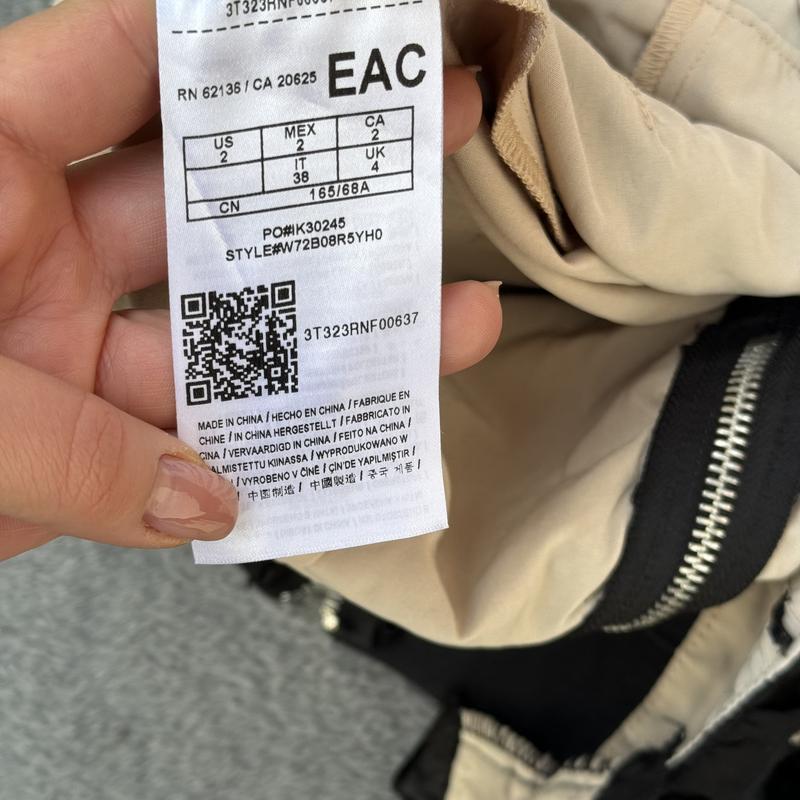 3T323RNF00637
RN 62136 / CA 20625 EAC
US MEX CA
2 2 2
IT UK
38 4
CN 165/68A
PO#IK30245
STYLE#W72B08R5YH0
3T323RNF00637
MADE IN CHINA / HECHO EN CHINA / FABRIQUE EN
CHINE / IN CHINA HERGESTELLT / FABBRICATO IN
CINA / VERVAARDIGD IN CHINA / FEITO NA CHINA /
VALMISTETTU KIINASSA / WYPRODUKOWANO W
/ VYROBENO V ČÍNĚ / ÇİN'DE YAPILMIŞTIR /
/ 中国制造 / 中國製造 / 중국 제품 /